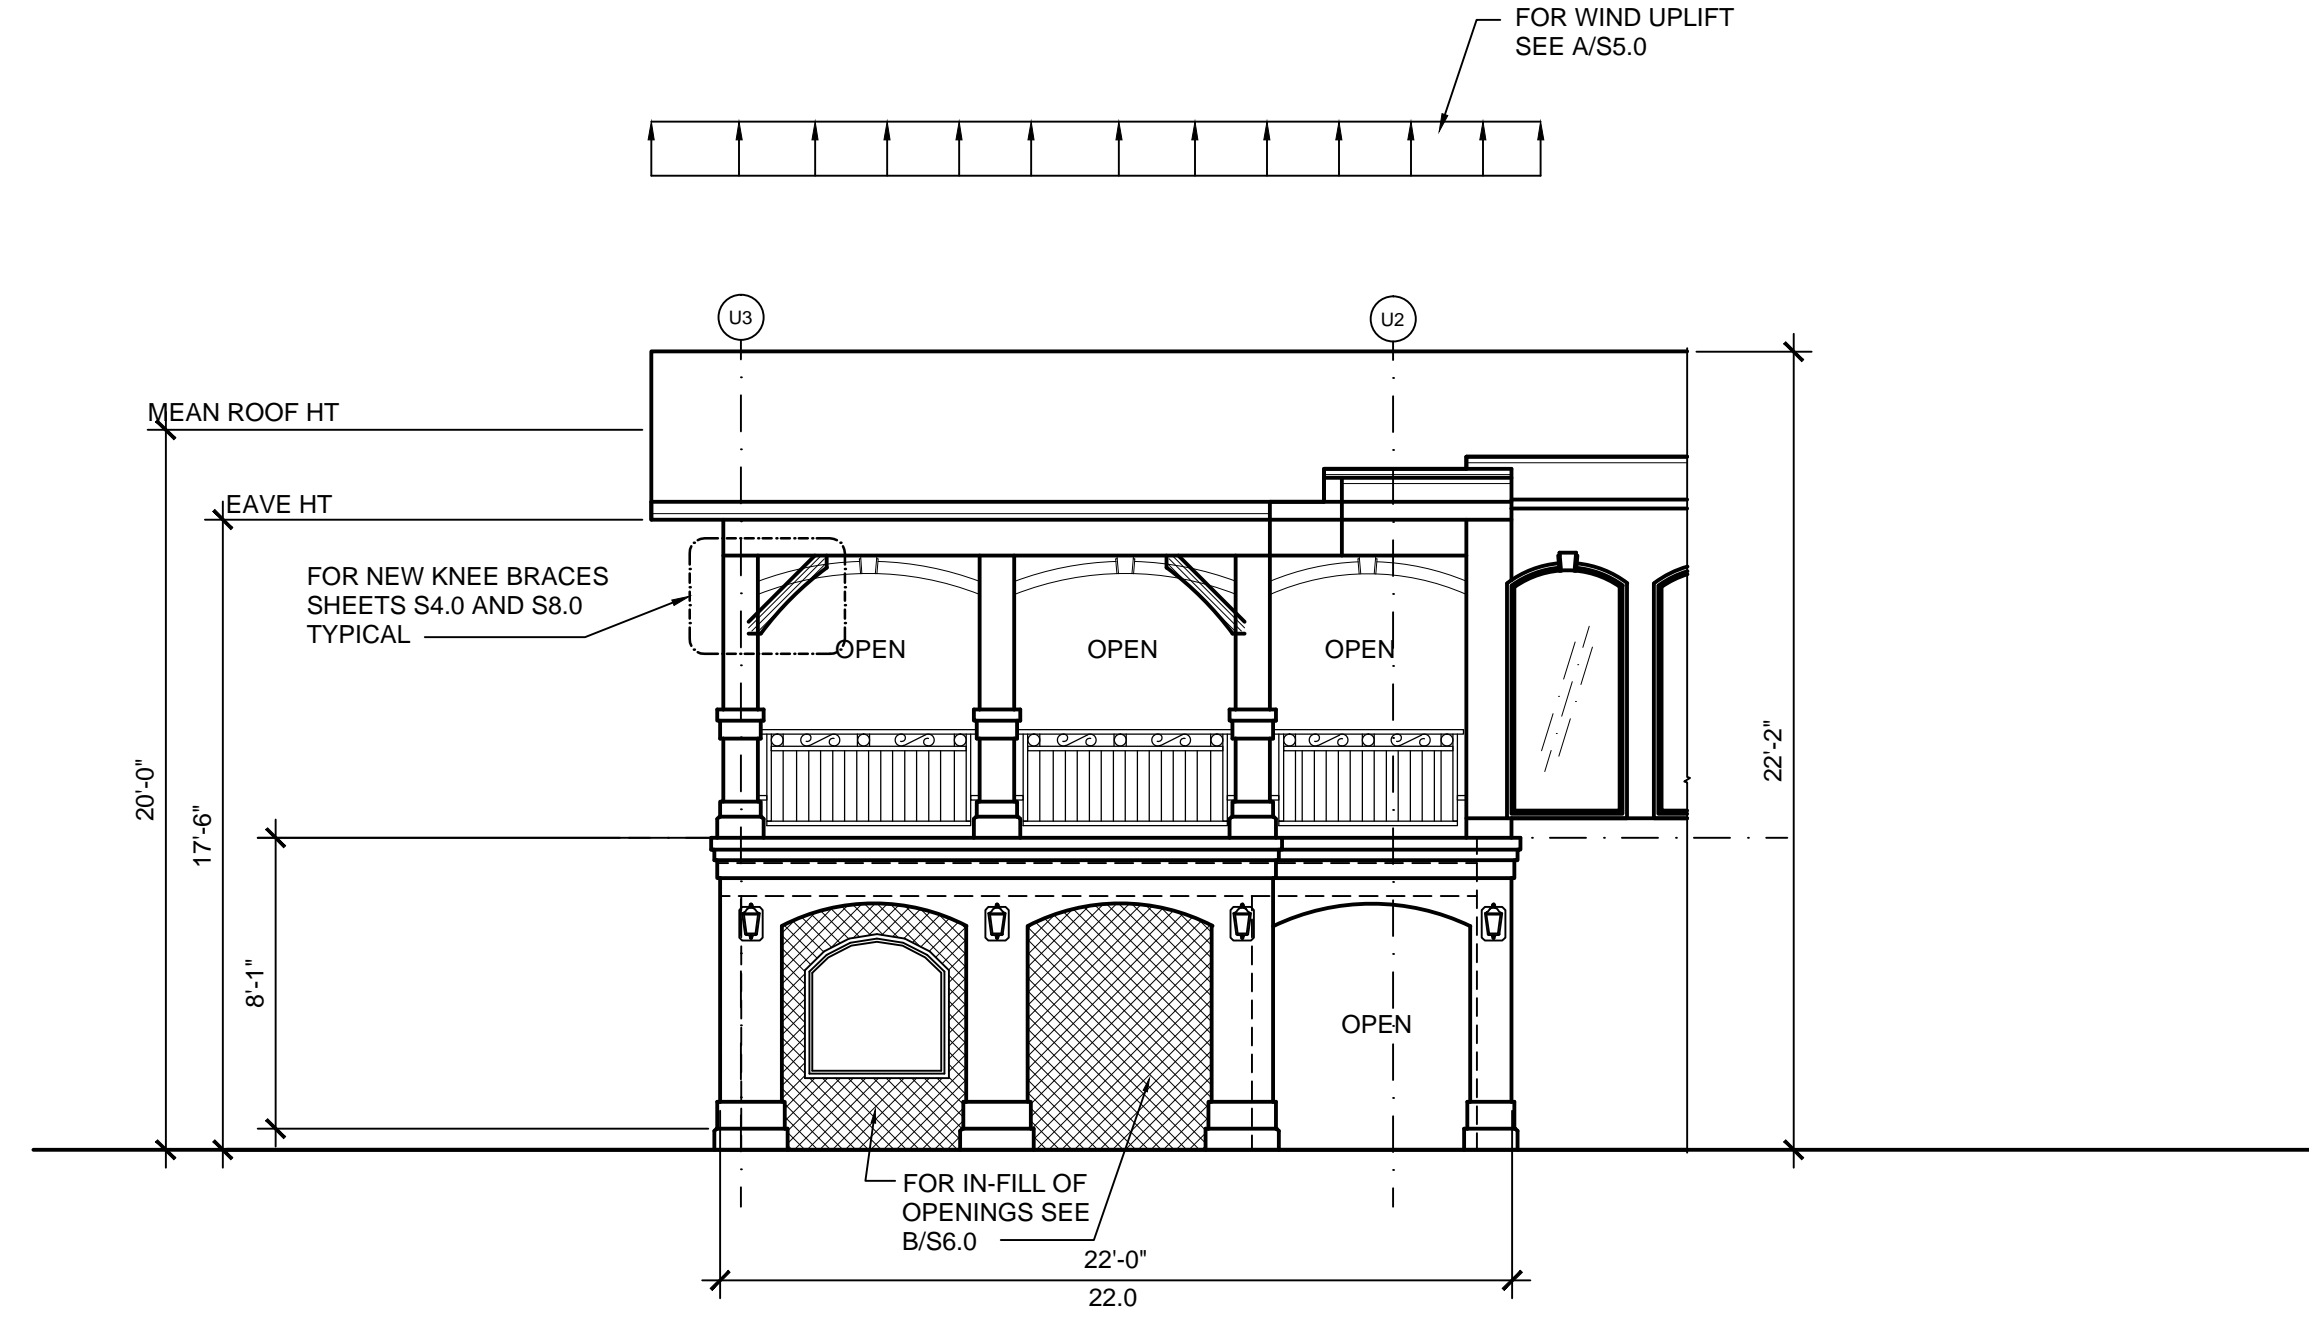 FOR WIND UPLIFT
SEE A/S5.0
U3
U2
MEAN ROOF HT
EAVE HT
FOR NEW KNEE BRACES
SHEETS S4.0 AND S8.0
TYPICAL
OPEN
OPEN
OPEN
20'-0"
17'-6"
8'-1"
22'-2"
OPEN
FOR IN-FILL OF
OPENINGS SEE
B/S6.0
22'-0"
22.0